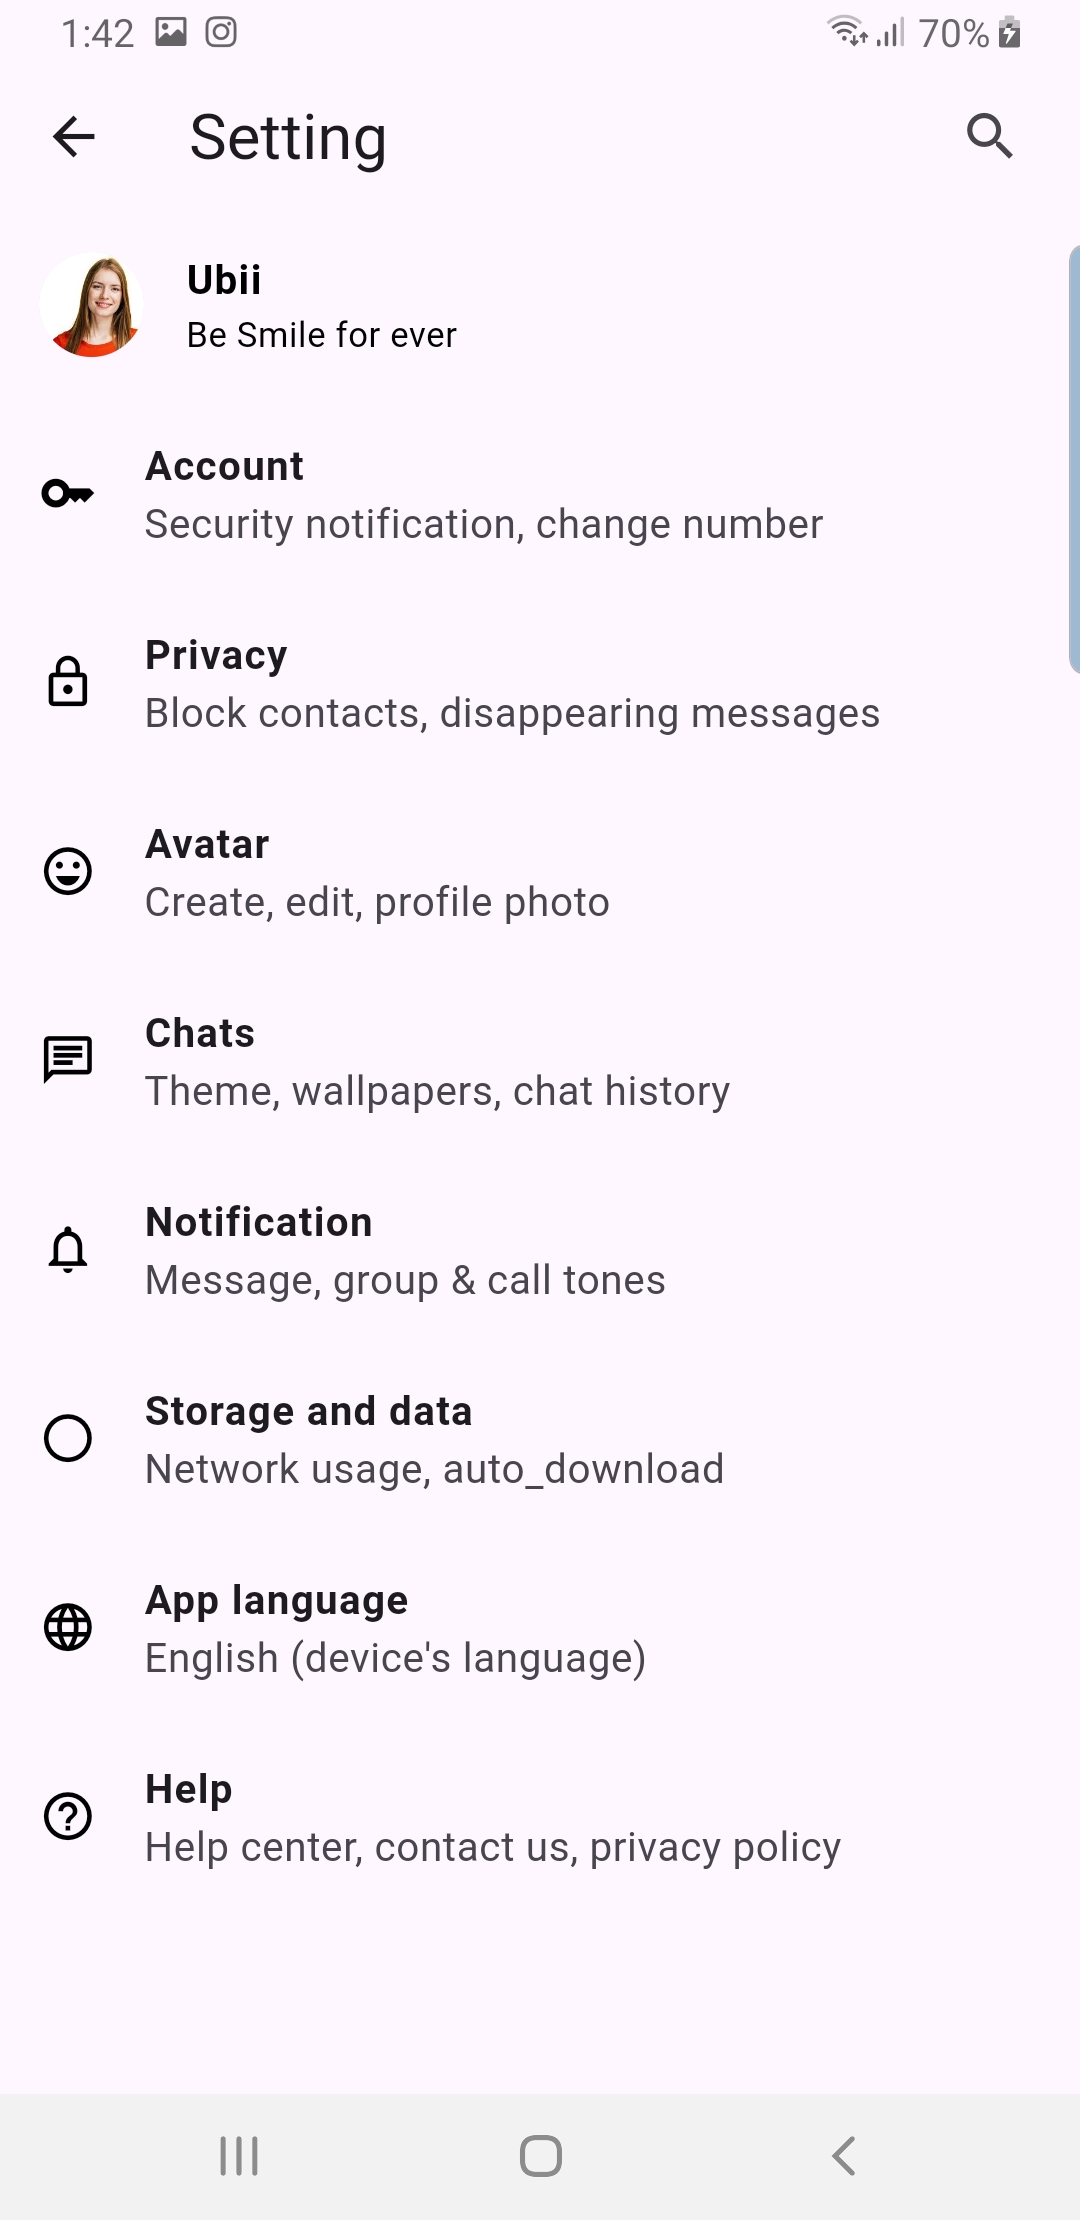 1:42 70%
Setting
Ubii
Be Smile for ever
Account
Security notification, change number
Privacy
Block contacts, disappearing messages
Avatar
Create, edit, profile photo
Chats
Theme, wallpapers, chat history
Notification
Message, group & call tones
Storage and data
Network usage, auto_download
App language
English (device's language)
Help
Help center, contact us, privacy policy